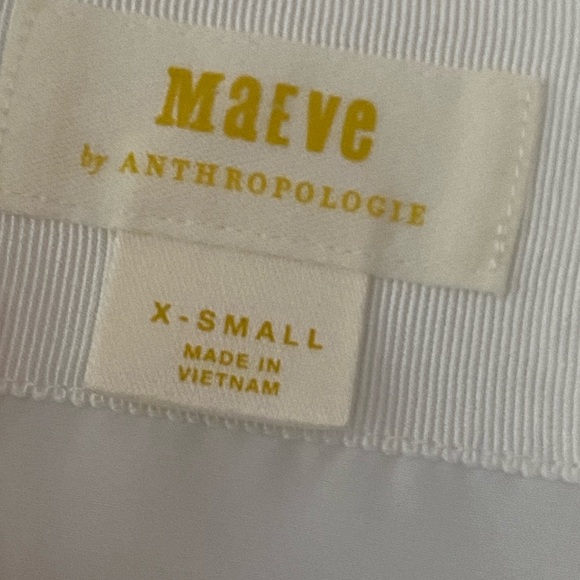 MaEve
by ANTHROPOLOGIE
X-SMALL
MADE IN
VIETNAM